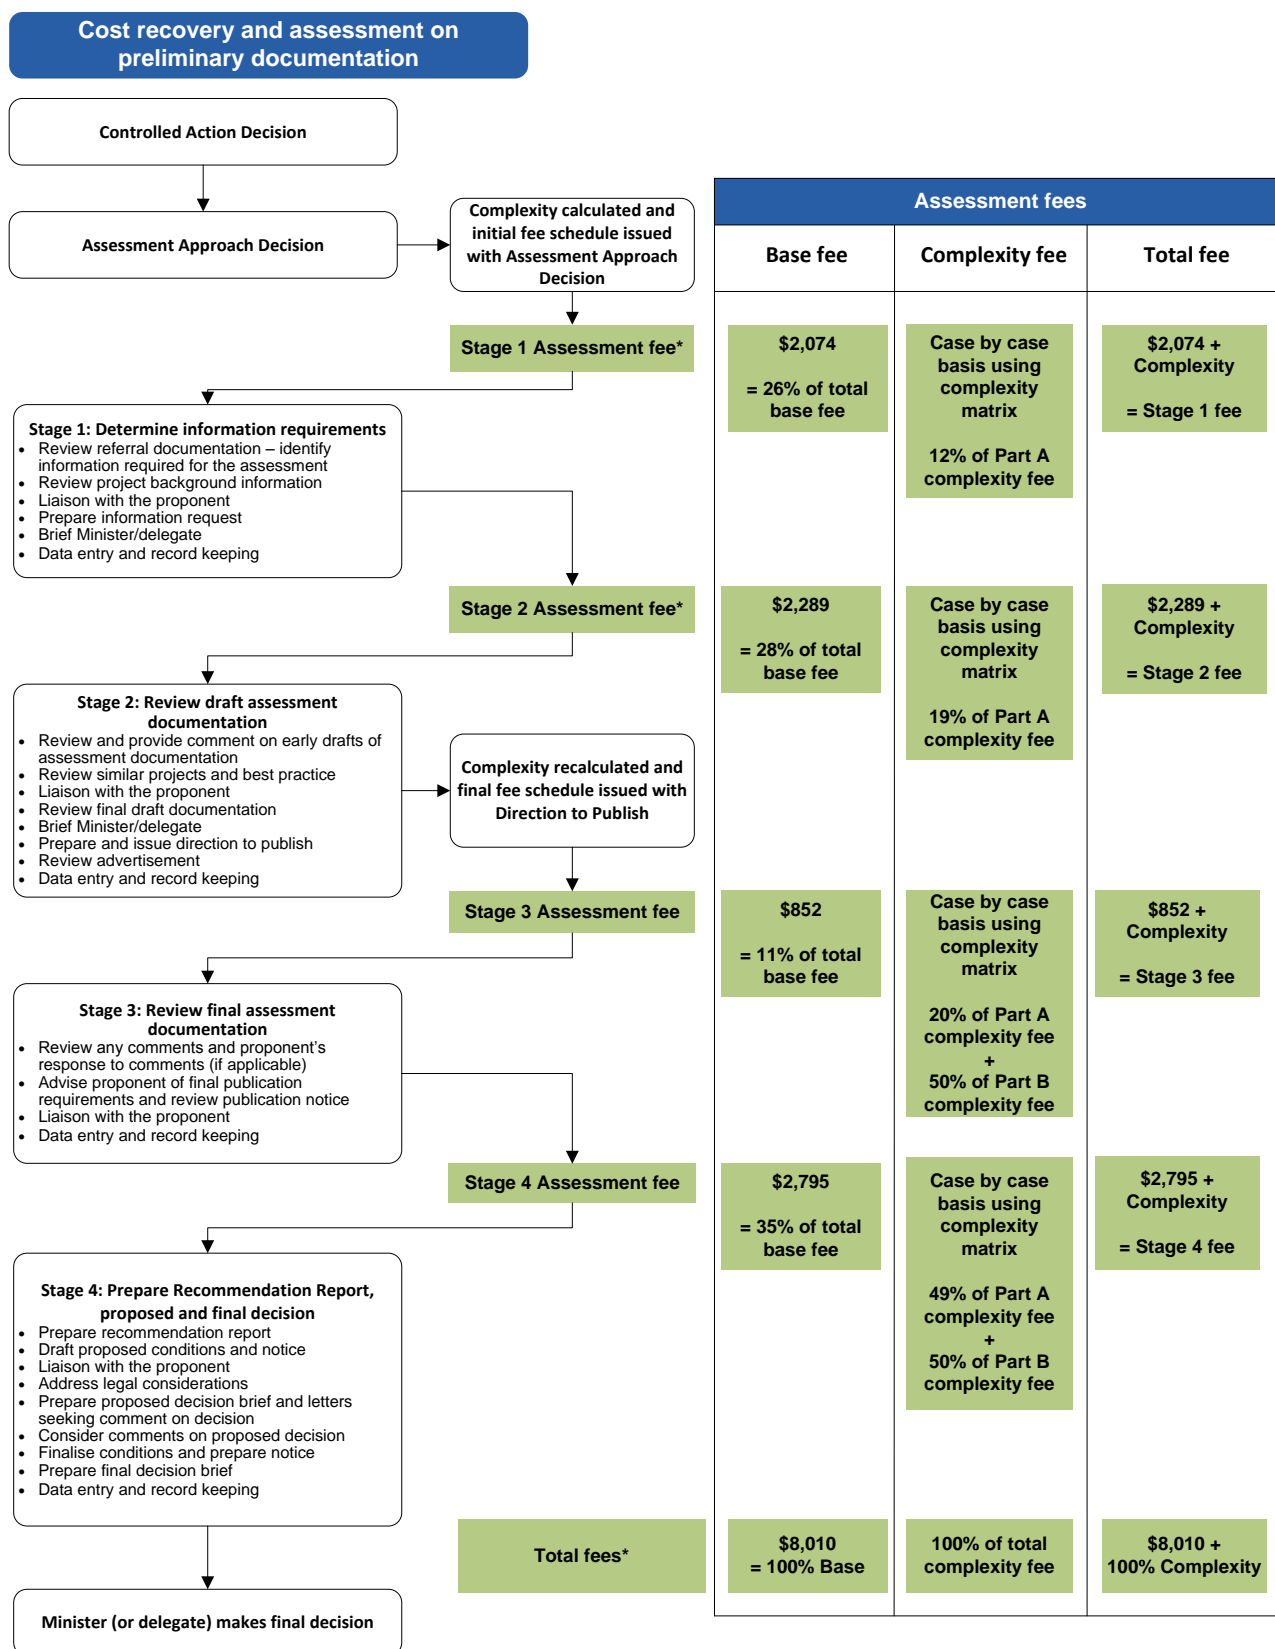 Cost recovery and assessment on
preliminary documentation
Controlled Action Decision
Assessment Approach Decision
Complexity calculated and
initial fee schedule issued
with Assessment Approach
Decision
Assessment fees
Base fee
Complexity fee
Total fee
Stage 1 Assessment fee*
$2,074
= 26% of total
base fee
Case by case
basis using
complexity
matrix
12% of Part A
complexity fee
$2,074 +
Complexity
= Stage 1 fee
Stage 1: Determine information requirements
• Review referral documentation – identify
information required for the assessment
• Review project background information
• Liaison with the proponent
• Prepare information request
• Brief Minister/delegate
• Data entry and record keeping
Stage 2 Assessment fee*
$2,289
= 28% of total
base fee
Case by case
basis using
complexity
matrix
19% of Part A
complexity fee
$2,289 +
Complexity
= Stage 2 fee
Stage 2: Review draft assessment
documentation
• Review and provide comment on early drafts of
assessment documentation
• Review similar projects and best practice
• Liaison with the proponent
• Review final draft documentation
• Brief Minister/delegate
• Prepare and issue direction to publish
• Review advertisement
• Data entry and record keeping
Complexity recalculated and
final fee schedule issued with
Direction to Publish
Stage 3 Assessment fee
$852
= 11% of total
base fee
Case by case
basis using
complexity
matrix
20% of Part A
complexity fee
+
50% of Part B
complexity fee
$852 +
Complexity
= Stage 3 fee
Stage 3: Review final assessment
documentation
• Review any comments and proponent's
response to comments (if applicable)
• Advise proponent of final publication
requirements and review publication notice
• Liaison with the proponent
• Data entry and record keeping
Stage 4 Assessment fee
$2,795
= 35% of total
base fee
Case by case
basis using
complexity
matrix
49% of Part A
complexity fee
+
50% of Part B
complexity fee
$2,795 +
Complexity
= Stage 4 fee
Stage 4: Prepare Recommendation Report,
proposed and final decision
• Prepare recommendation report
• Draft proposed conditions and notice
• Liaison with the proponent
• Address legal considerations
• Prepare proposed decision brief and letters
seeking comment on decision
• Consider comments on proposed decision
• Finalise conditions and prepare notice
• Prepare final decision brief
• Data entry and record keeping
Total fees*
$8,010
= 100% Base
100% of total
complexity fee
$8,010 +
100% Complexity
Minister (or delegate) makes final decision